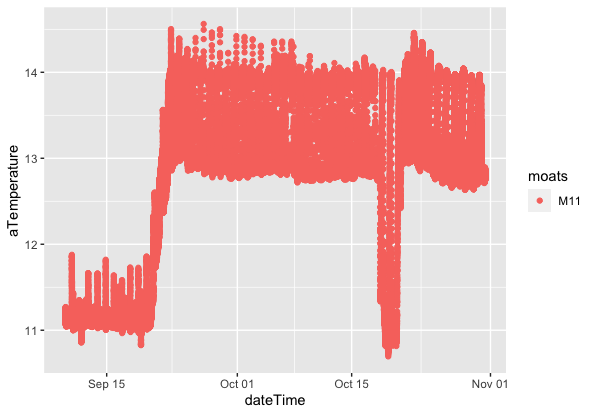 14
13
12
11
aTemperature
Sep 15
Oct 01
Oct 15
Nov 01
dateTime
moats
M11